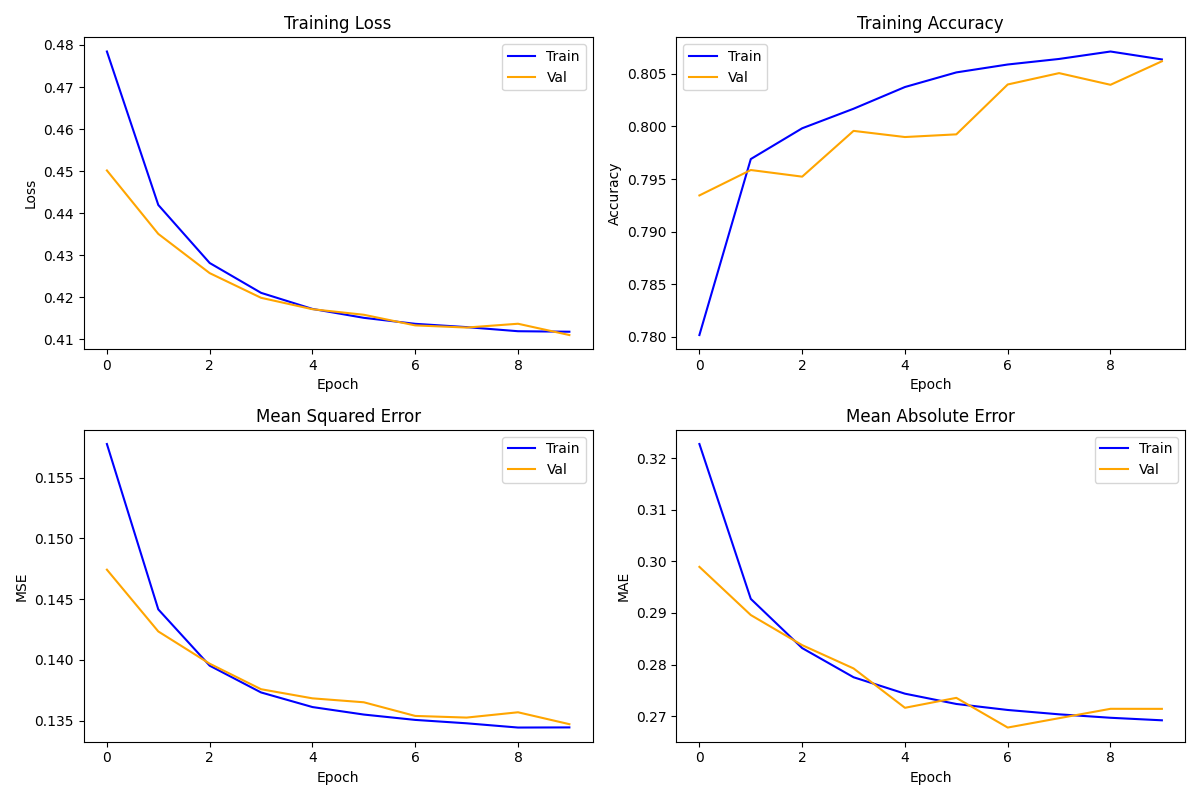 Training Loss
Loss
0.48
0.47
0.46
0.45
0.44
0.43
0.42
0.41
Train
Val
0 2 4 6 8
Epoch
Training Accuracy
Accuracy
0.805
0.800
0.795
0.790
0.785
0.780
Train
Val
0 2 4 6 8
Epoch
Mean Squared Error
MSE
0.155
0.150
0.145
0.140
0.135
Train
Val
0 2 4 6 8
Epoch
Mean Absolute Error
MAE
0.32
0.31
0.30
0.29
0.28
0.27
Train
Val
0 2 4 6 8
Epoch